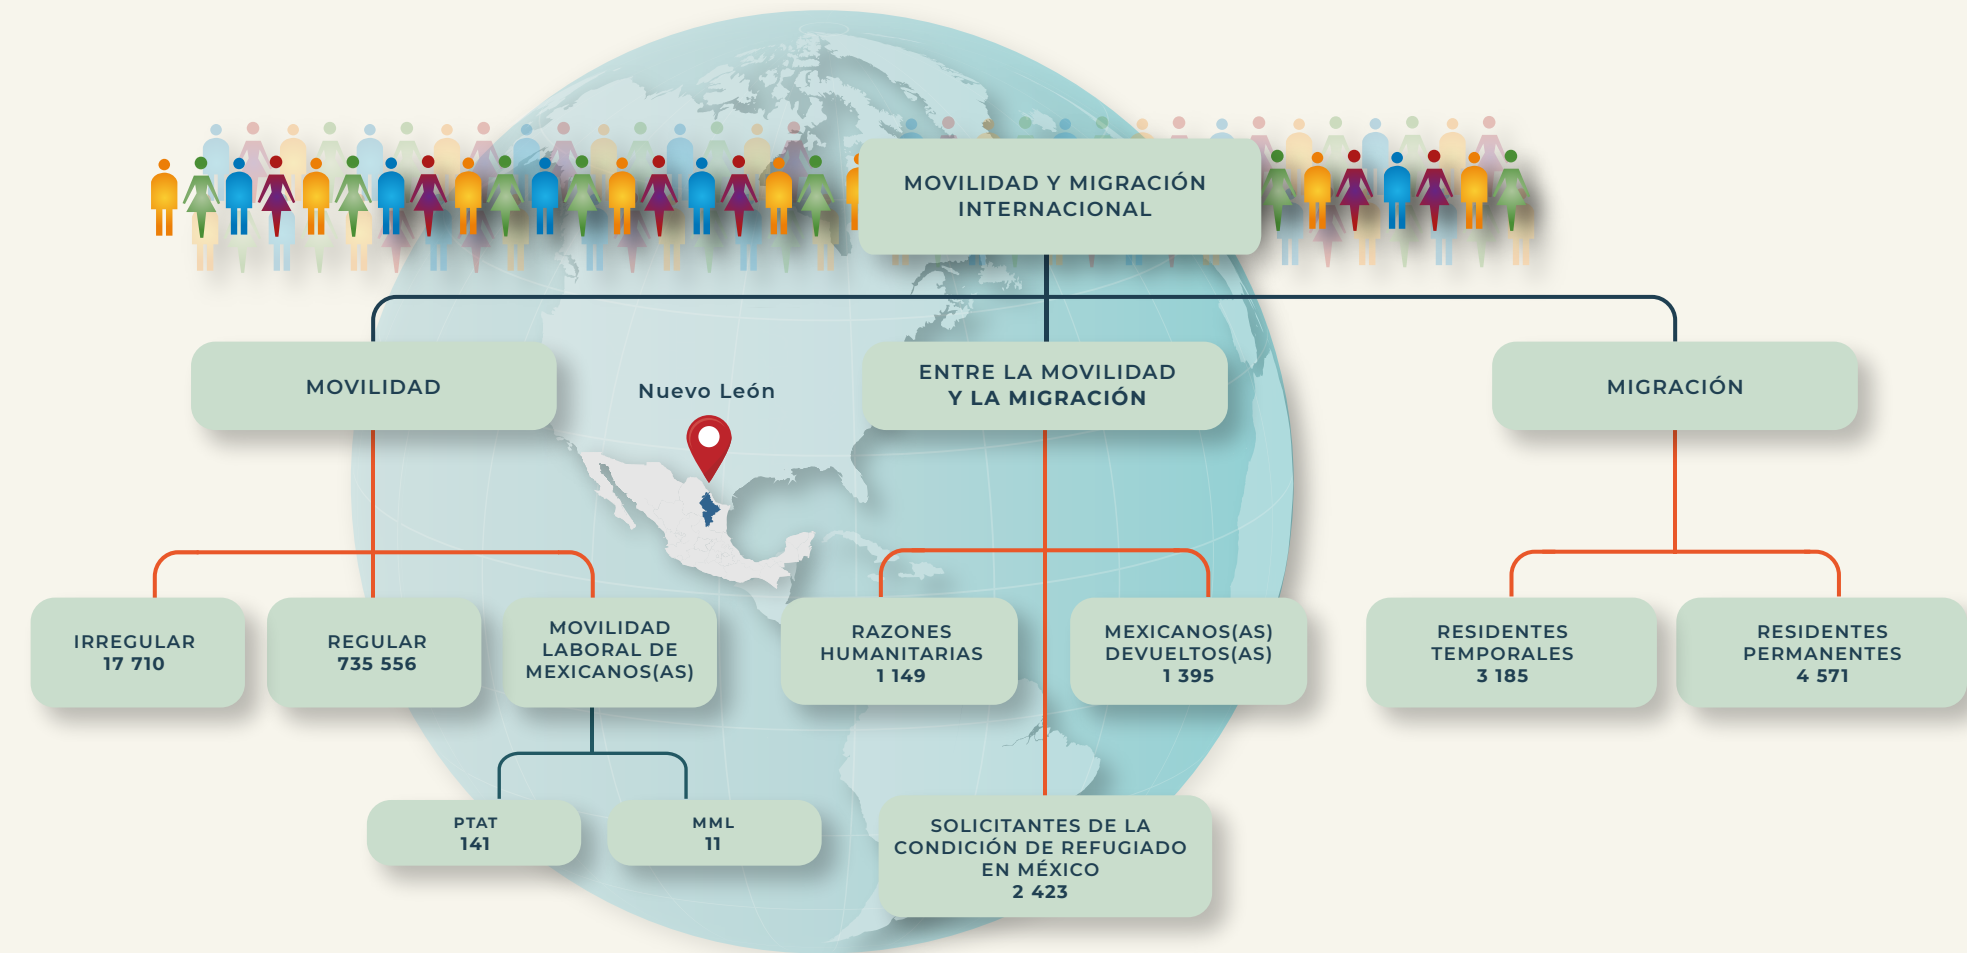 MOVILIDAD Y MIGRACIÓN
INTERNACIONAL
MOVILIDAD
Nuevo León
ENTRE LA MOVILIDAD
Y LA MIGRACIÓN
MIGRACIÓN
IRREGULAR
17 710
REGULAR
735 556
MOVILIDAD
LABORAL DE
MEXICANOS(AS)
RAZONES
HUMANITARIAS
1 149
MEXICANOS(AS)
DEVUELTOS(AS)
1 395
RESIDENTES
TEMPORALES
3 185
RESIDENTES
PERMANENTES
4 571
PTAT
141
MML
11
SOLICITANTES DE LA
CONDICIÓN DE REFUGIADO
EN MÉXICO
2 423